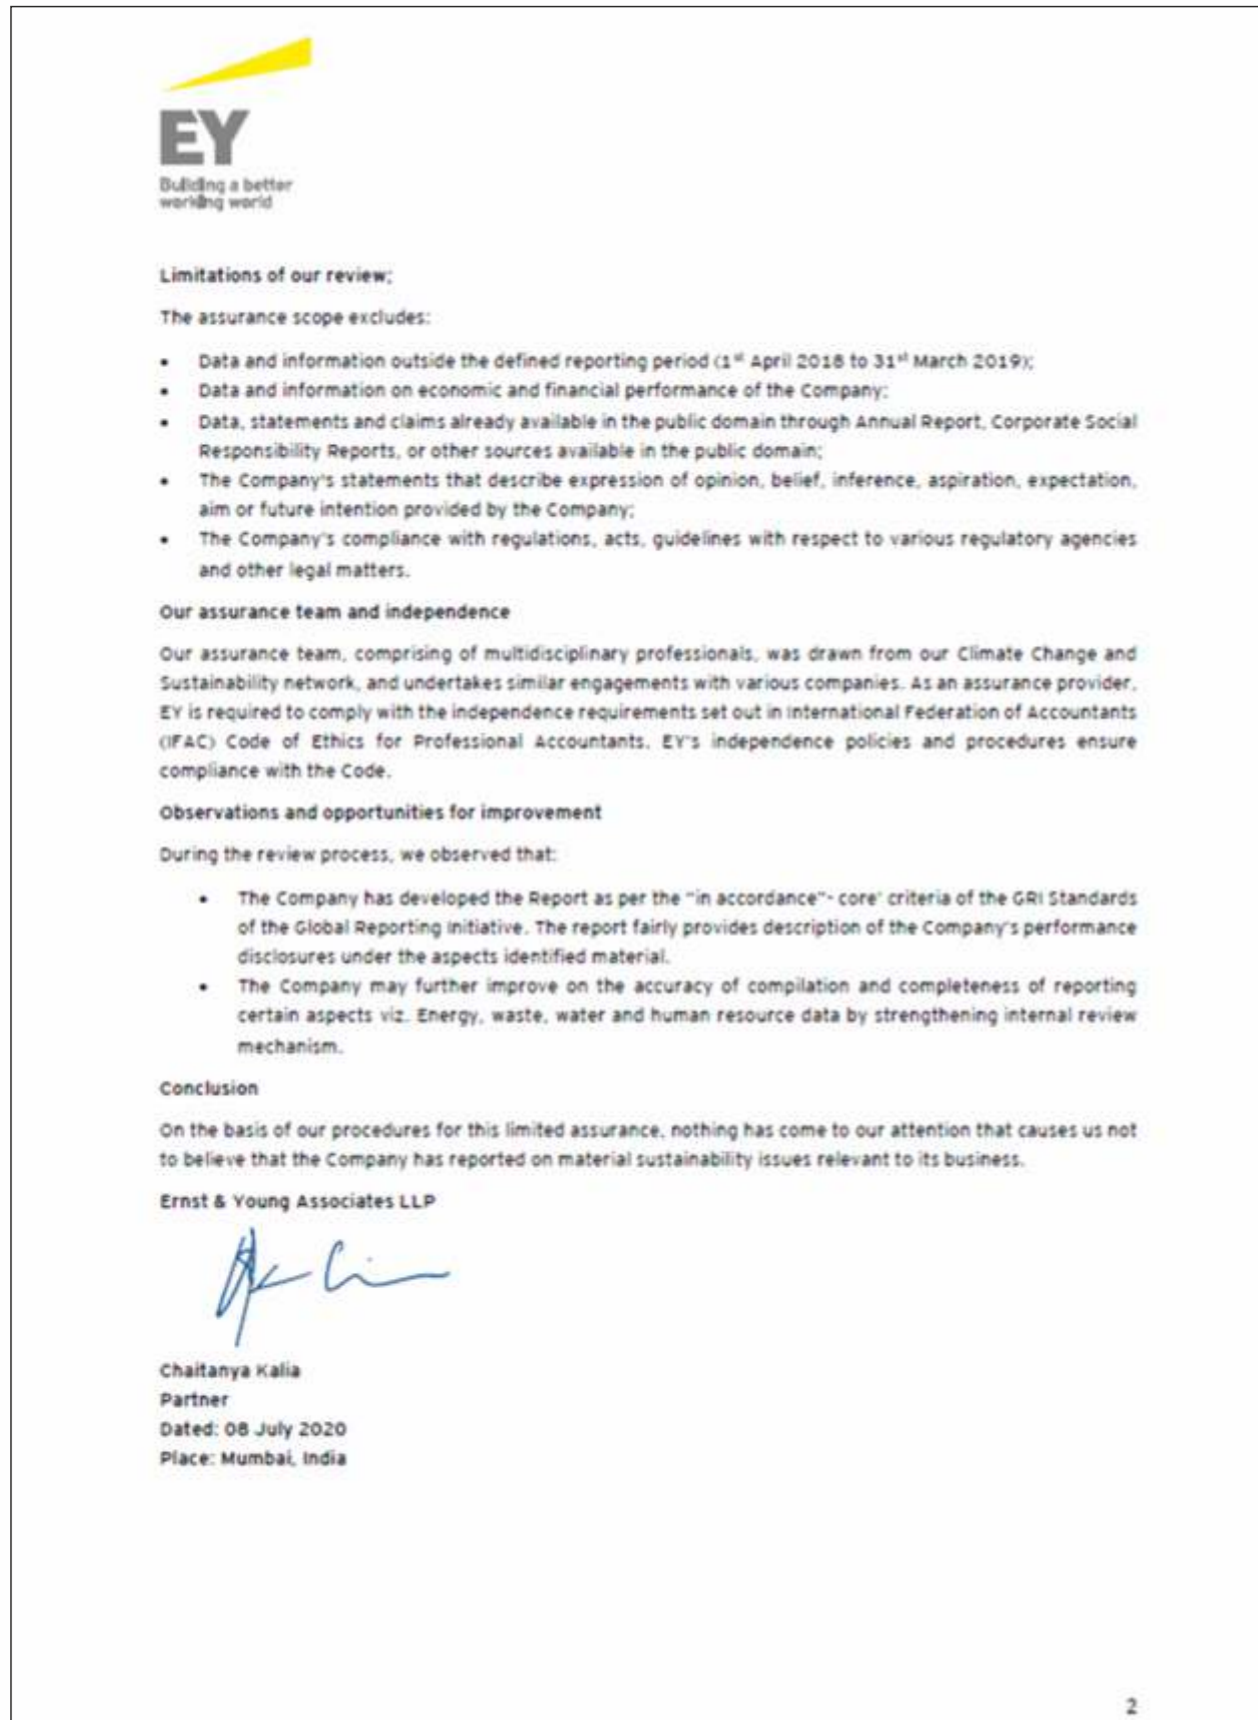 EY
Building a better
working world
Limitations of our review;
The assurance scope excludes:
• Data and information outside the defined reporting period (1st April 2018 to 31st March 2019);
• Data and information on economic and financial performance of the Company;
• Data, statements and claims already available in the public domain through Annual Report, Corporate Social
Responsibility Reports, or other sources available in the public domain;
• The Company's statements that describe expression of opinion, belief, inference, aspiration, expectation,
aim or future intention provided by the Company;
• The Company's compliance with regulations, acts, guidelines with respect to various regulatory agencies
and other legal matters.
Our assurance team and independence
Our assurance team, comprising of multidisciplinary professionals, was drawn from our Climate Change and
Sustainability network, and undertakes similar engagements with various companies. As an assurance provider,
EY is required to comply with the independence requirements set out in International Federation of Accountants
(IFAC) Code of Ethics for Professional Accountants. EY's independence policies and procedures ensure
compliance with the Code.
Observations and opportunities for improvement
During the review process, we observed that:
• The Company has developed the Report as per the "in accordance"- core' criteria of the GRI Standards
of the Global Reporting Initiative. The report fairly provides description of the Company's performance
disclosures under the aspects identified material.
• The Company may further improve on the accuracy of compilation and completeness of reporting
certain aspects viz. Energy, waste, water and human resource data by strengthening internal review
mechanism.
Conclusion
On the basis of our procedures for this limited assurance, nothing has come to our attention that causes us not
to believe that the Company has reported on material sustainability issues relevant to its business.
Ernst & Young Associates LLP
Chaitanya Kalia
Partner
Dated: 08 July 2020
Place: Mumbai, India
2